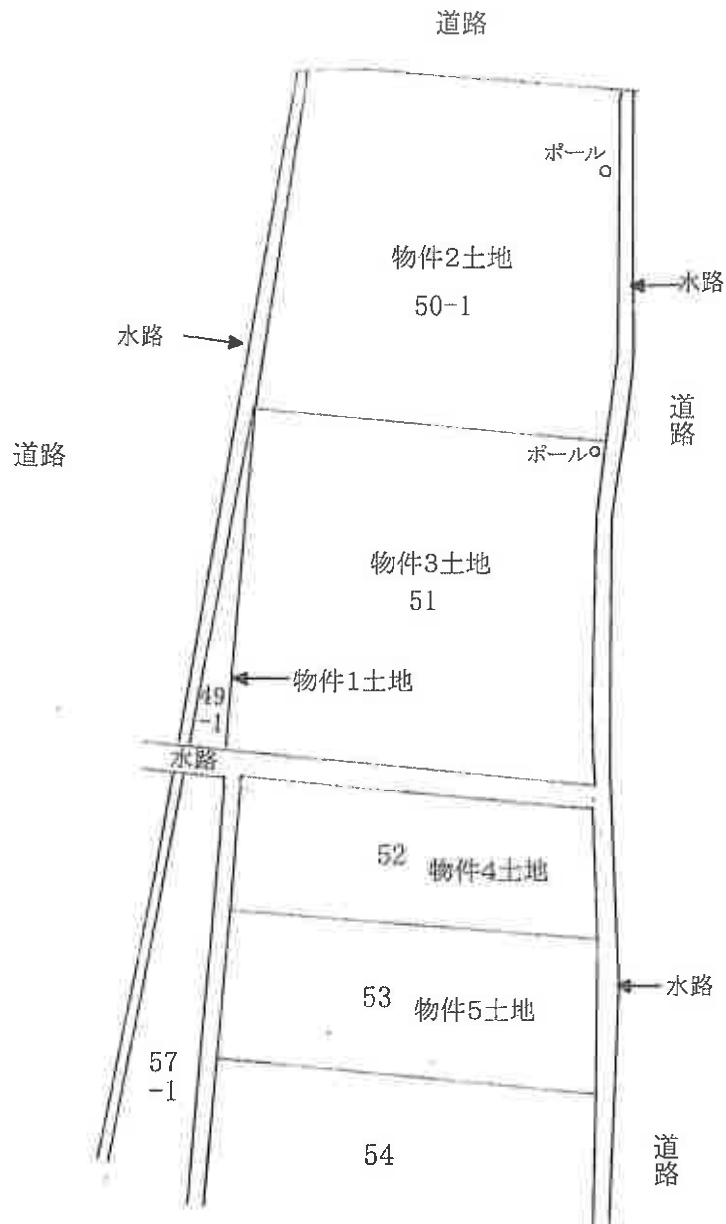 道路
ポール
物件2土地
50-1
水路
水路
道路
道路
ポール
物件3土地
51
物件1土地
49
-1
水路
52 物件4土地
53 物件5土地
水路
57
-1
54
道路